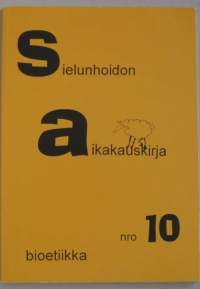 Sielunhoidon
aikakauskirja
nro 10
bioetiikka